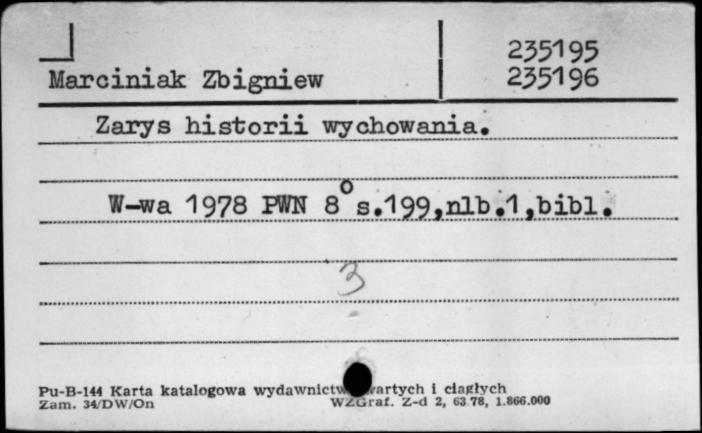 235195
Marciniak Zbigniew 235196
Zarys historii wychowania.
W-wa 1978 PWN 8° s.199,nlb.1,bibl.
3
Pu-B-144 Karta katalogowa wydawnictw i ciągłych
Zam. 34/DW/On WZGraf. Z-d 2, 63.78, 1.866.000